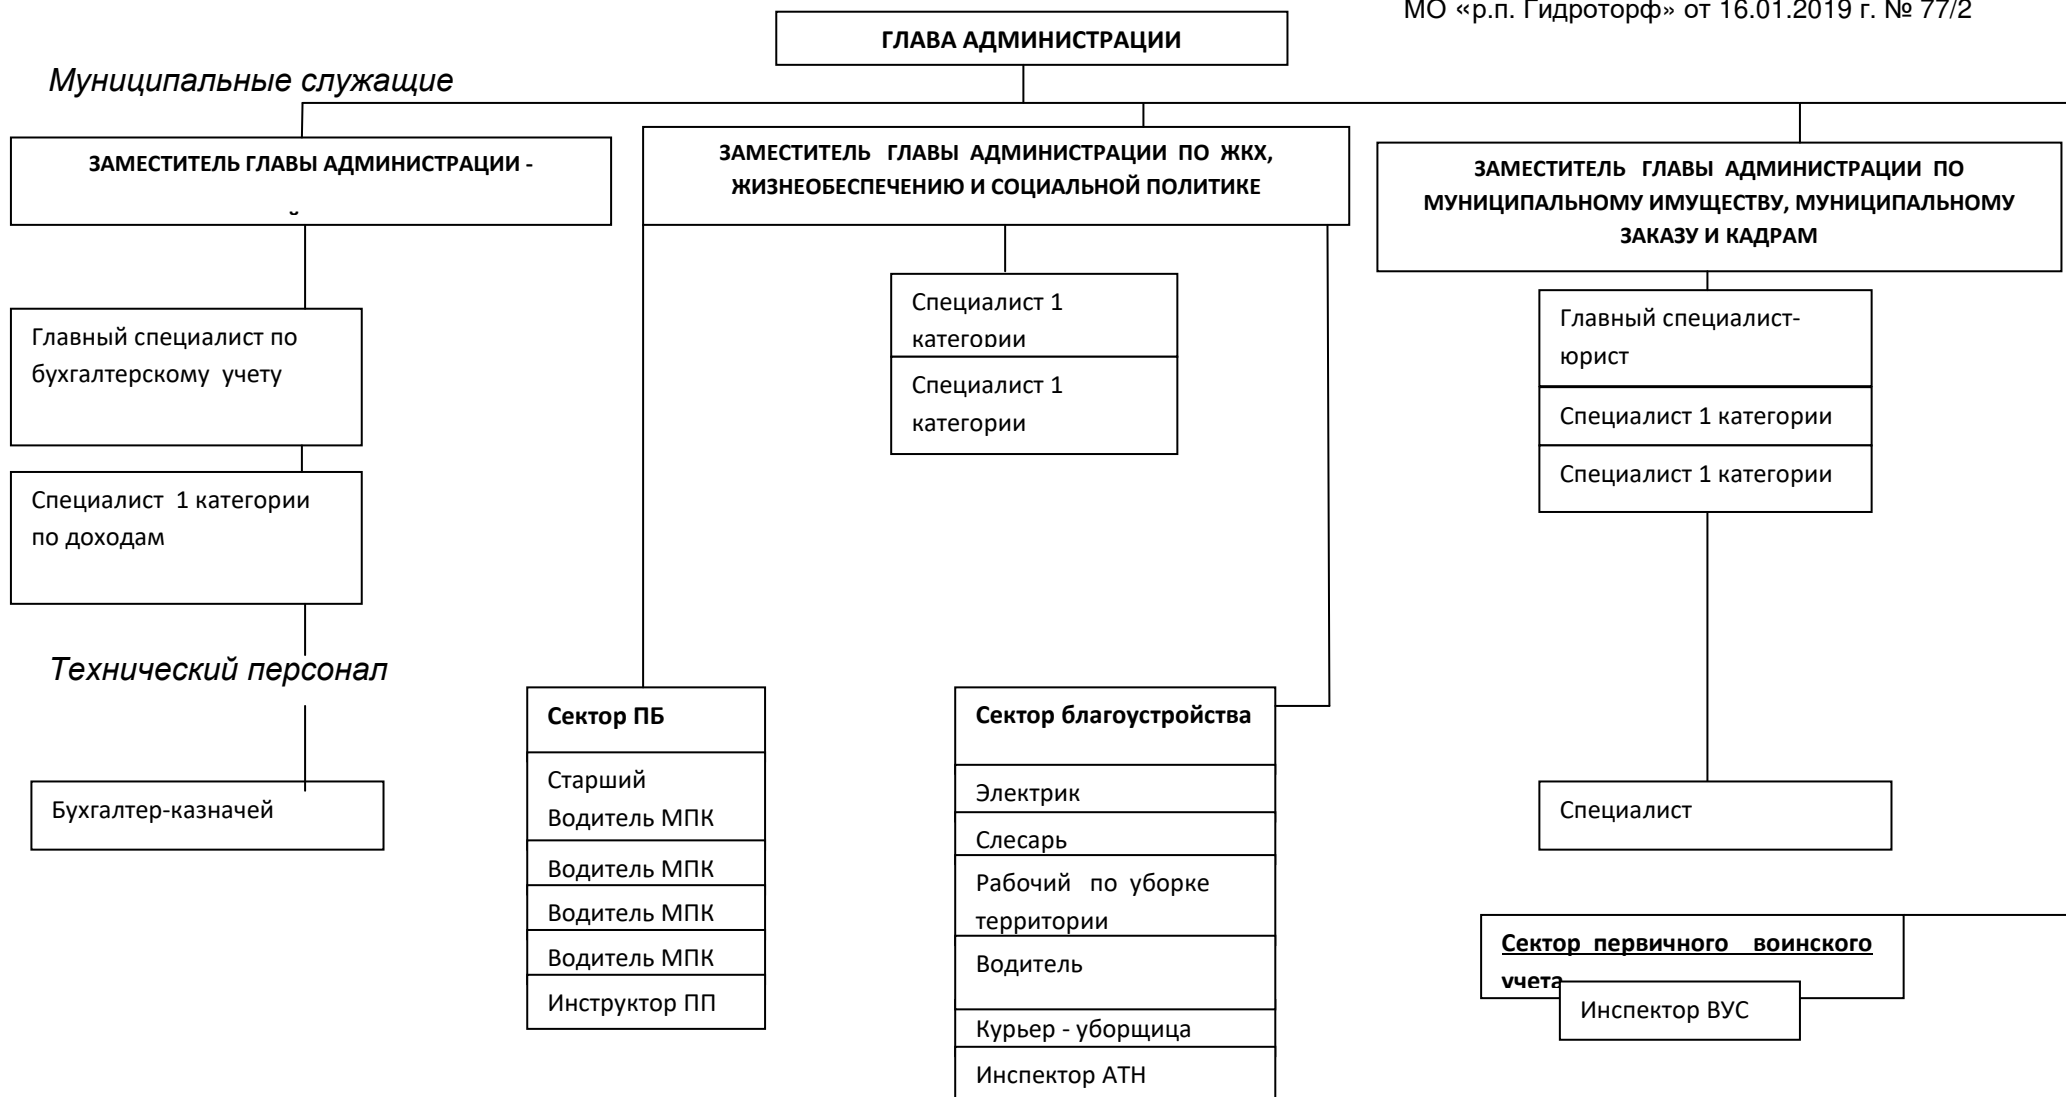 МО «р.п. Гидроторф» от 16.01.2019 г. № 77/2
ГЛАВА АДМИНИСТРАЦИИ
Муниципальные служащие
ЗАМЕСТИТЕЛЬ ГЛАВЫ АДМИНИСТРАЦИИ -
ЗАМЕСТИТЕЛЬ ГЛАВЫ АДМИНИСТРАЦИИ ПО ЖКХ,
ЖИЗНЕОБЕСПЕЧЕНИЮ И СОЦИАЛЬНОЙ ПОЛИТИКЕ
ЗАМЕСТИТЕЛЬ ГЛАВЫ АДМИНИСТРАЦИИ ПО
МУНИЦИПАЛЬНОМУ ИМУЩЕСТВУ, МУНИЦИПАЛЬНОМУ
ЗАКАЗУ И КАДРАМ
Главный специалист по
бухгалтерскому учету
Специалист 1 категории
по доходам
Специалист 1
категории
Специалист 1
категории
Главный специалист-
юрист
Специалист 1 категории
Специалист 1 категории
Технический персонал
Бухгалтер-казначей
Сектор ПБ
Старший
Водитель МПК
Водитель МПК
Водитель МПК
Водитель МПК
Инструктор ПП
Сектор благоустройства
Электрик
Слесарь
Рабочий по уборке
территории
Водитель
Курьер - уборщица
Инспектор АТН
Специалист
Сектор первичного воинского
учета
Инспектор ВУС